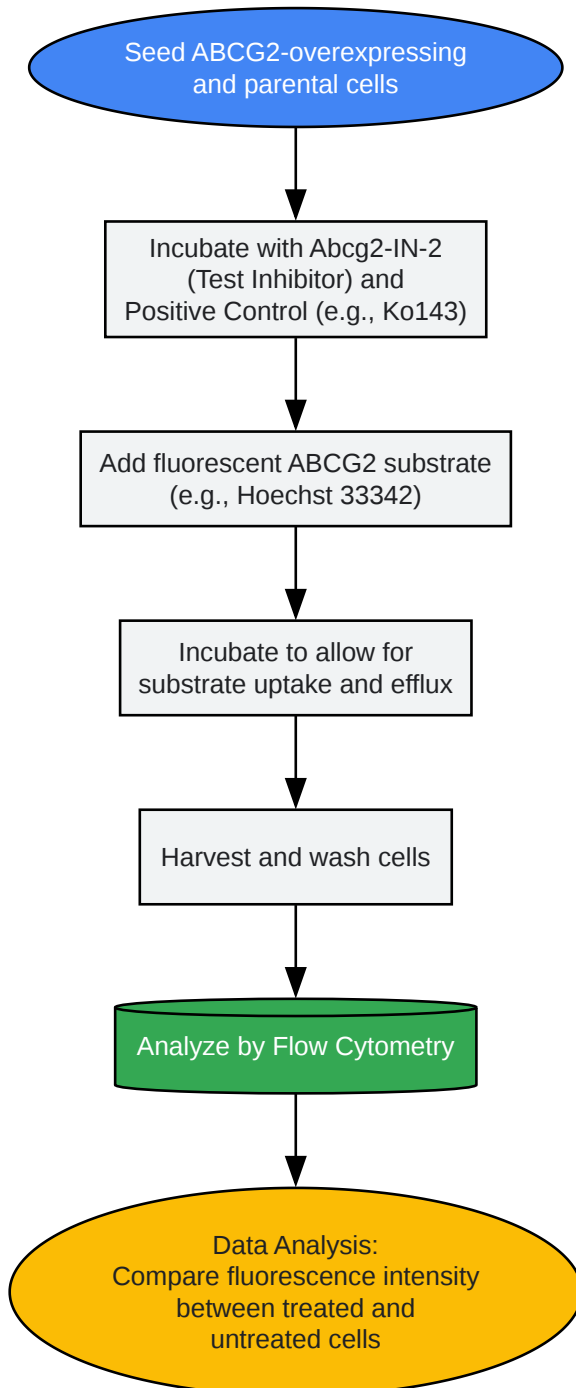 Seed ABCG2-overexpressing
and parental cells
Incubate with Abcg2-IN-2
(Test Inhibitor) and
Positive Control (e.g., Ko143)
Add fluorescent ABCG2 substrate
(e.g., Hoechst 33342)
Incubate to allow for
substrate uptake and efflux
Harvest and wash cells
Analyze by Flow Cytometry
Data Analysis:
Compare fluorescence intensity
between treated and
untreated cells